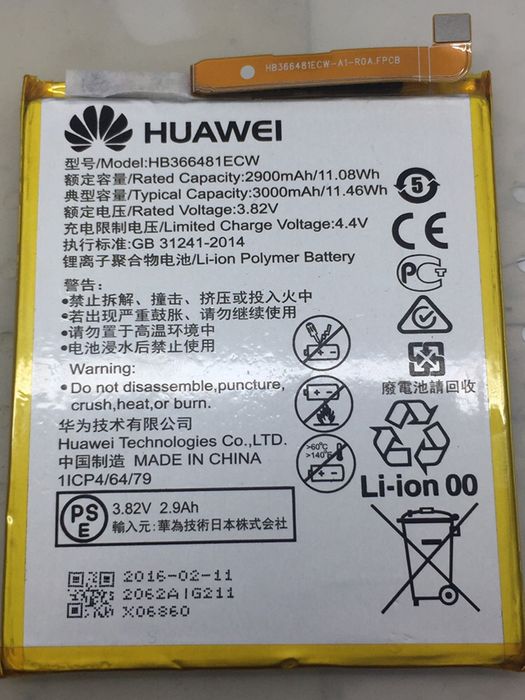 HB366481ECW-A1-R0A.FPCB
HUAWEI
型号/Model:HB366481ECW
额定容量/Rated Capacity:2900mAh/11.08Wh
典型容量/Typical Capacity:3000mAh/11.46Wh
额定电压/Rated Voltage:3.82V
充电限制电压/Limited Charge Voltage:4.4V
执行标准:GB 31241-2014
锂离子聚合物电池/Li-ion Polymer Battery
5
CE
PCT
警告:
•禁止拆解、撞击、挤压或投入火中
•若出现严重鼓胀、请勿继续使用
•请勿置于高温环境中
•电池浸水后禁止使用
Warning:
•Do not disassemble,puncture,
crush,heat,or burn.
>60°C
>140°F
廢電池請回收
华为技术有限公司
Huawei Technologies Co.,LTD.
中国制造 MADE IN CHINA
1ICP4/64/79
Li-ion 00
PSE
3.82V 2.9Ah
輸入元:華為技術日本株式会社
2016-02-11
2062AIG211
X06860